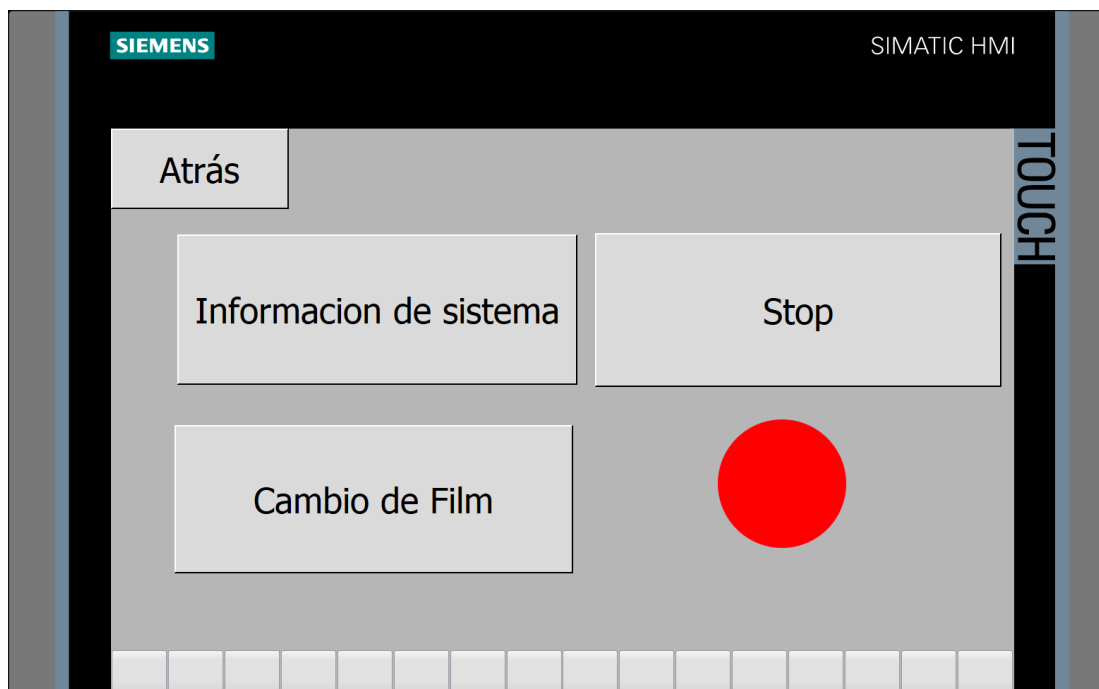 SIEMENS
SIMATIC HMI
TOUCH
Atrás
Informacion de sistema
Stop
Cambio de Film